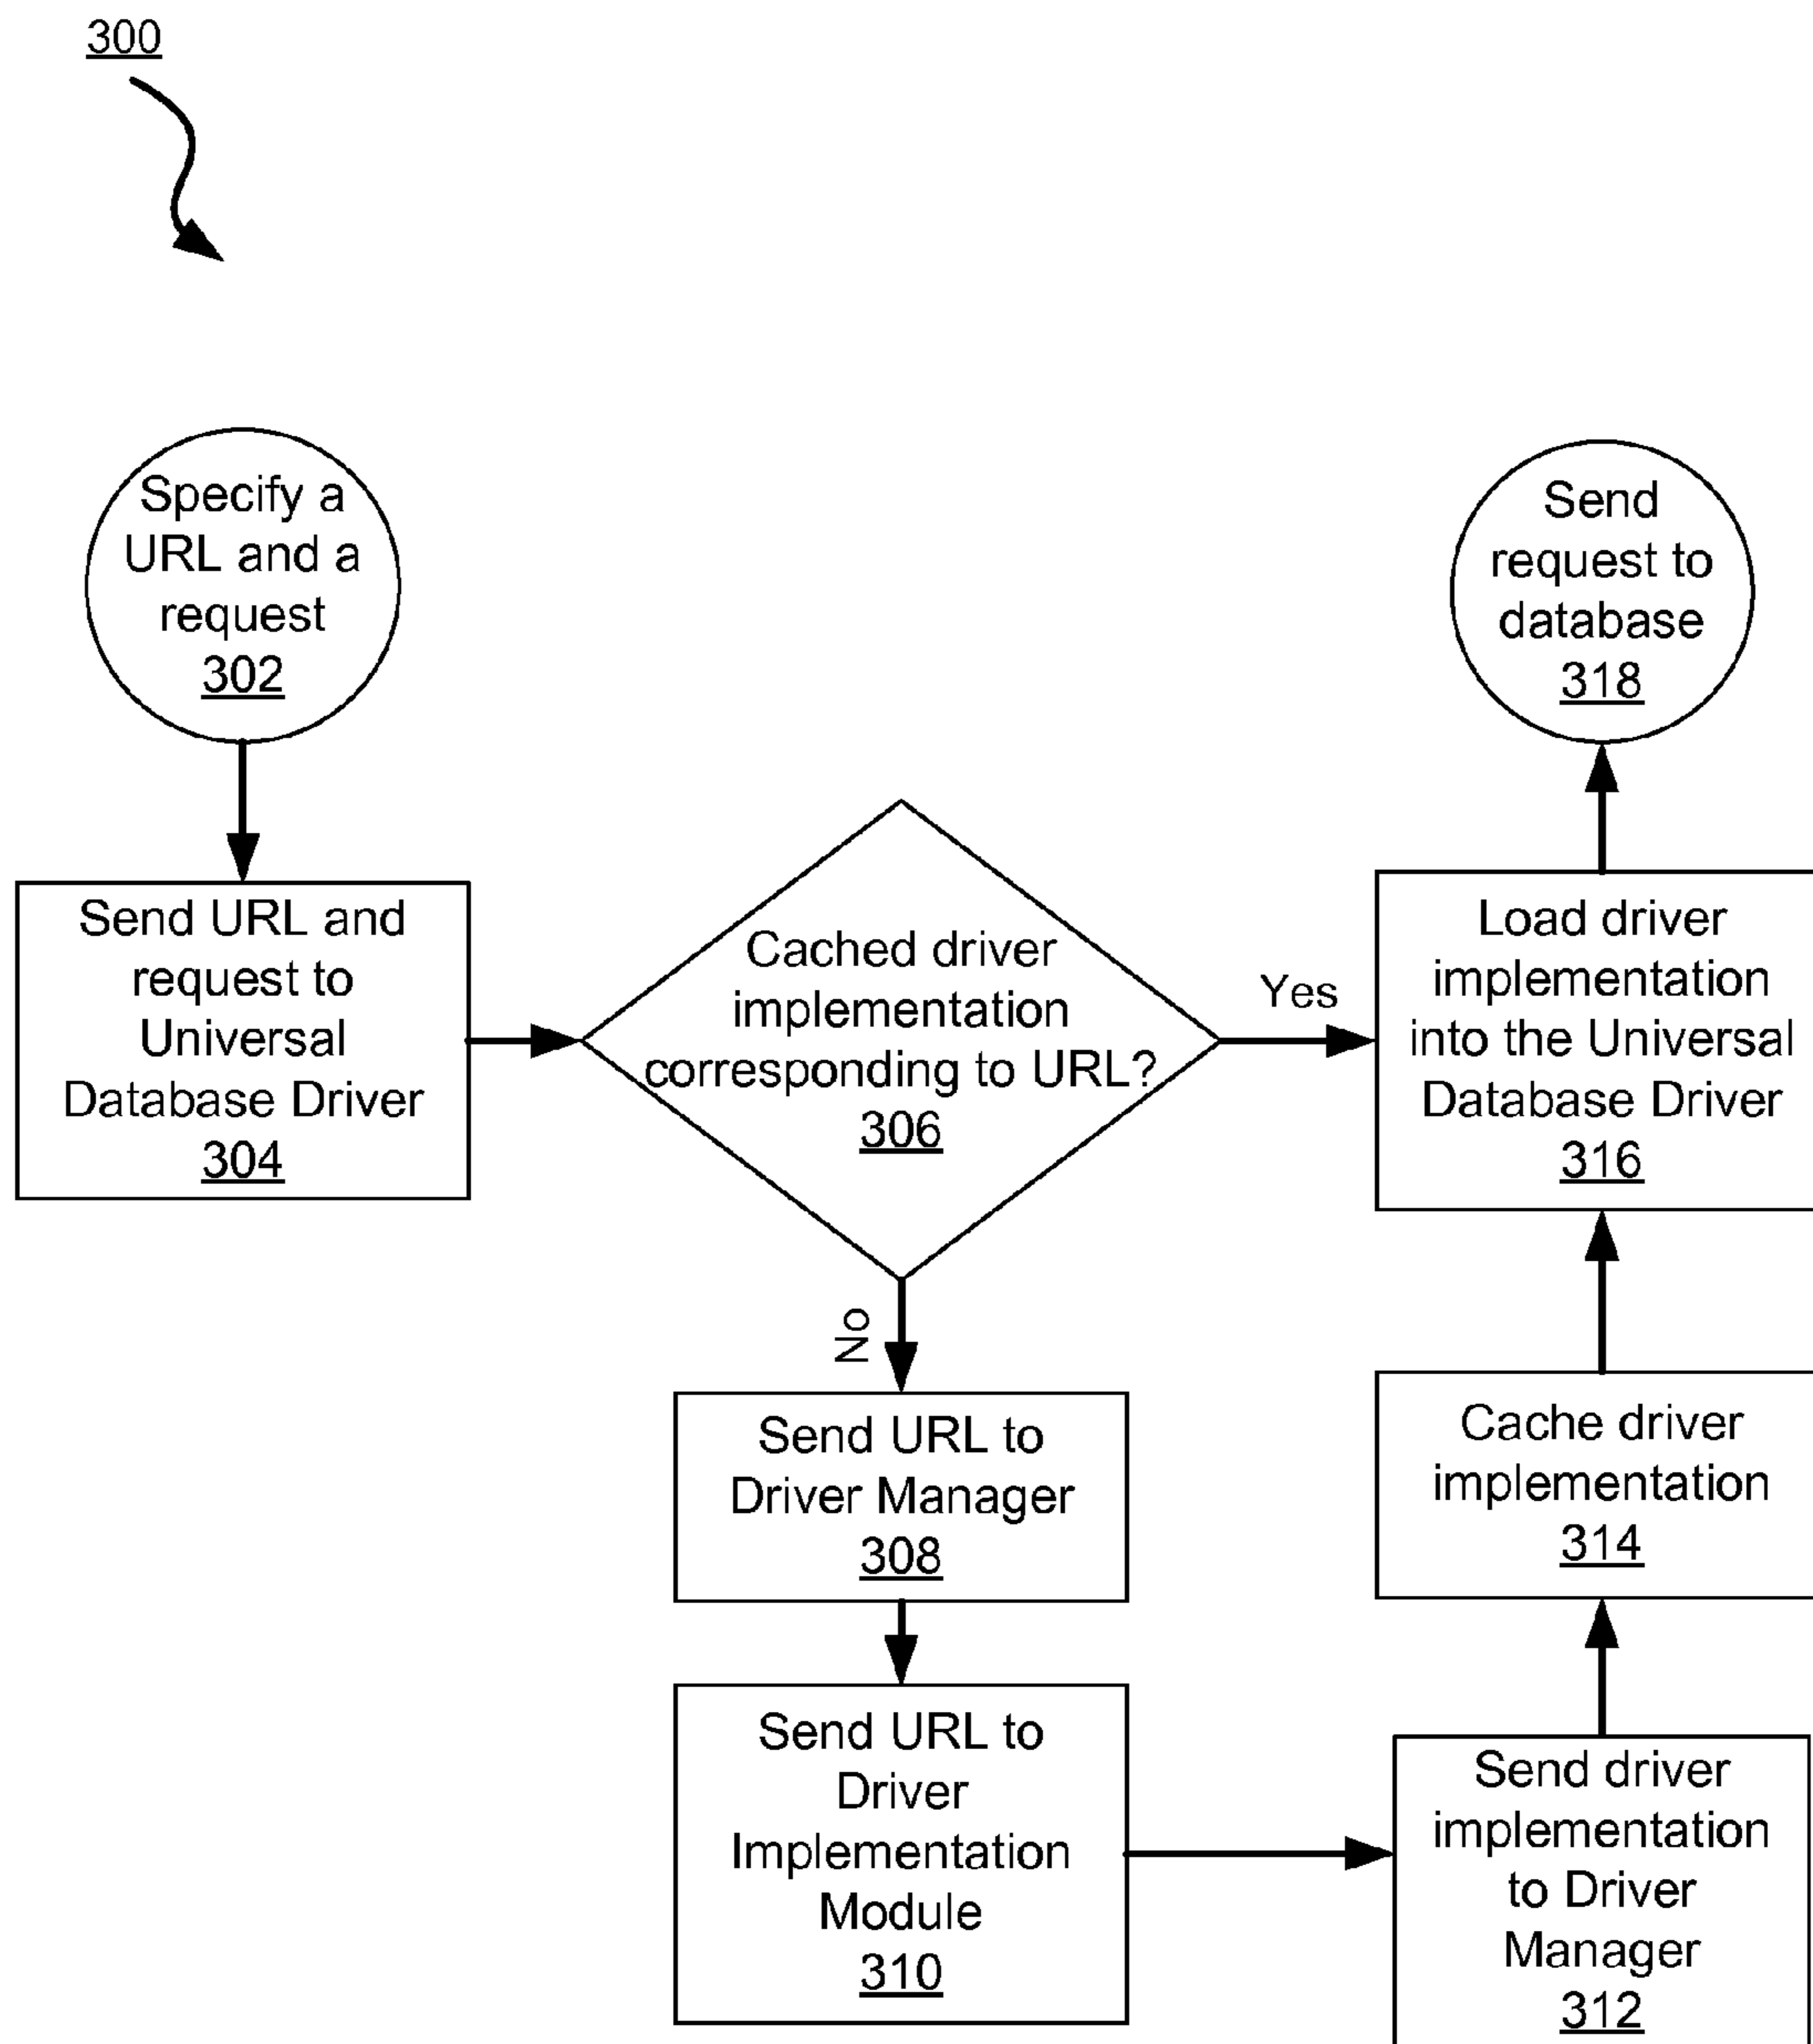 300
Specify a
URL and a
request
302
Send URL and
request to
Universal
Database Driver
304
Cached driver
implementation
corresponding to URL?
306
Yes
No
Send URL to
Driver Manager
308
Send URL to
Driver
Implementation
Module
310
Send driver
implementation
to Driver
Manager
312
Cache driver
implementation
314
Load driver
implementation
into the Universal
Database Driver
316
Send
request to
database
318